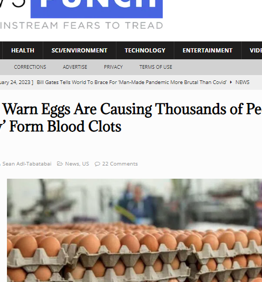 PUNCH
INSTREAM FEARS TO TREAD
HEALTH SCI/ENVIRONMENT TECHNOLOGY ENTERTAINMENT VID
CORRECTIONS ADVERTISE PRIVACY TERMS OF USE
uary 24, 2023 ] Bill Gates Tells World To Brace For 'Man-Made Pandemic More Brutal Than Covid' NEWS
Warn Eggs Are Causing Thousands of Pe
' Form Blood Clots
Sean Adl-Tabatabai News, US 22 Comments